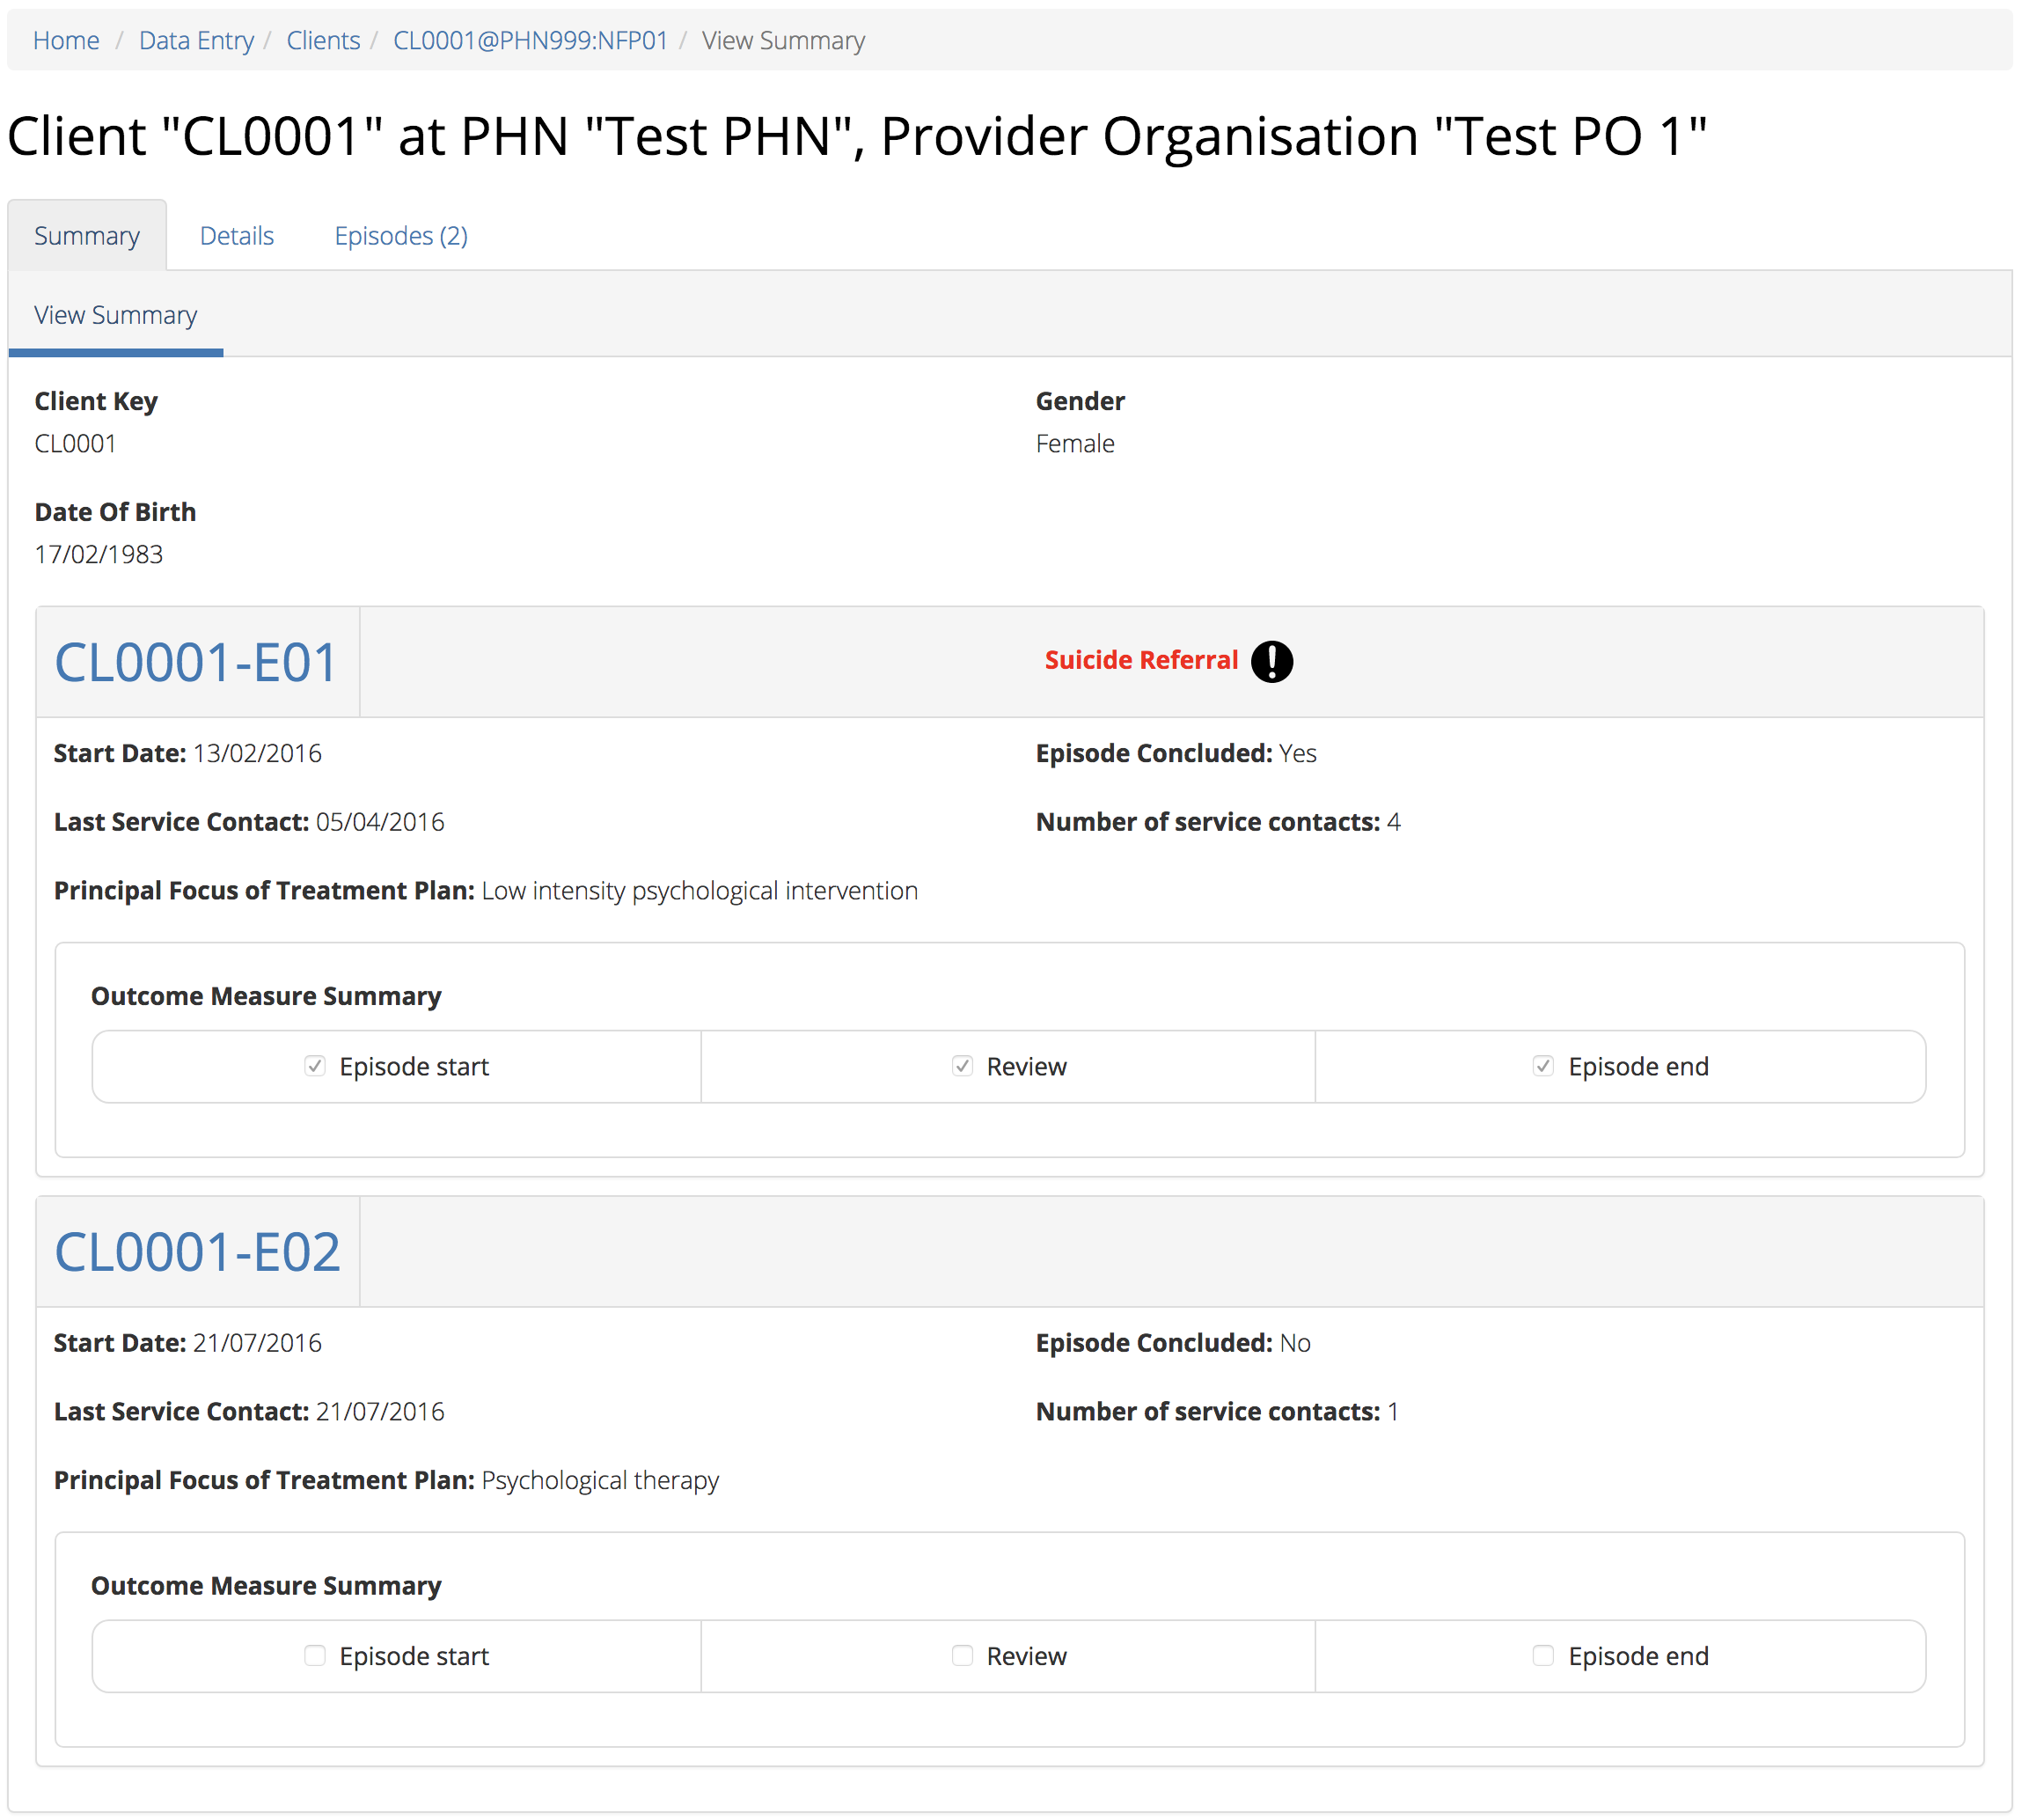 Home / Data Entry / Clients / CL0001@PHN999:NFP01 / View Summary
Client "CL0001" at PHN "Test PHN", Provider Organisation "Test PO 1"
Summary Details Episodes (2)
View Summary
Client Key Gender
CL0001 Female
Date Of Birth
17/02/1983
CL0001-E01 Suicide Referral !
Start Date: 13/02/2016 Episode Concluded: Yes
Last Service Contact: 05/04/2016 Number of service contacts: 4
Principal Focus of Treatment Plan: Low intensity psychological intervention
Outcome Measure Summary
Episode start Review Episode end
CL0001-E02
Start Date: 21/07/2016 Episode Concluded: No
Last Service Contact: 21/07/2016 Number of service contacts: 1
Principal Focus of Treatment Plan: Psychological therapy
Outcome Measure Summary
Episode start Review Episode end